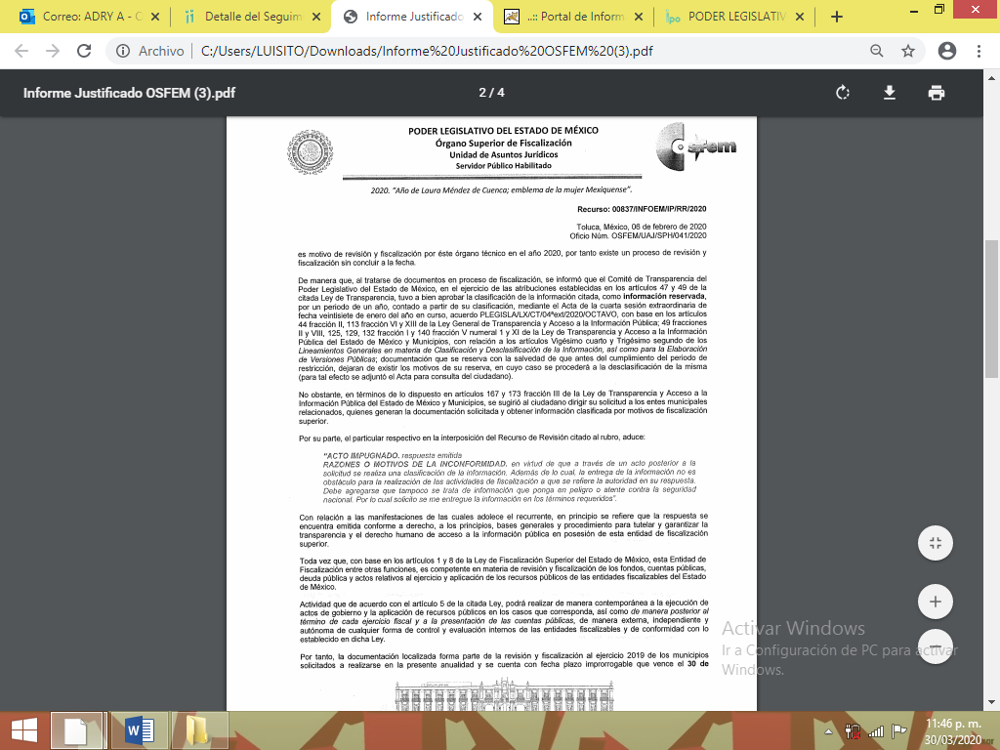 Correo: ADRY A - C
Detalle del Seguim
Informe Justificado
..:: Portal de Inform
PODER LEGISLATIV
Archivo
C:/Users/LUISITO/Downloads/Informe%20Justificado%20OSFEM%20(3).pdf
Informe Justificado OSFEM (3).pdf
2 / 4
PODER LEGISLATIVO DEL ESTADO DE MÉXICO
Órgano Superior de Fiscalización
Unidad de Asuntos Jurídicos
Servidor Público Habilitado
osfem
2020. "Año de Laura Méndez de Cuenca; emblema de la mujer Mexiquense".
Recurso: 00837/INFOEM/IP/RR/2020
Toluca, México, 06 de febrero de 2020
Oficio Núm. OSFEM/UAJ/SPH/041/2020
es motivo de revisión y fiscalización por éste órgano técnico en el año 2020, por tanto existe un proceso de revisión y
fiscalización sin concluir a la fecha.
De manera que, al tratarse de documentos en proceso de fiscalización, se informó que el Comité de Transparencia del
Poder Legislativo del Estado de México, en el ejercicio de las atribuciones establecidas en los artículos 47 y 49 de la
citada Ley de Transparencia, tuvo a bien aprobar la clasificación de la información citada, como información reservada,
por un periodo de un año, contado a partir de su clasificación, mediante el Acta de la cuarta sesión extraordinaria de
fecha veintisiete de enero del año en curso, acuerdo PLEGISLA/LX/CT/04ªext/2020/OCTAVO, con base en los artículos
44 fracción II, 113 fracción VI y XIII de la Ley General de Transparencia y Acceso a la Información Pública; 49 fracciones
II y VIII, 125, 129, 132 fracción I y 140 fracción V numeral 1 y XI de la Ley de Transparencia y Acceso a la Información
Pública del Estado de México y Municipios, con relación a los artículos Vigésimo cuarto y Trigésimo segundo de los
Lineamientos Generales en materia de Clasificación y Desclasificación de la Información, así como para la Elaboración
de Versiones Públicas; documentación que se reserva con la salvedad de que antes del cumplimiento del periodo de
restricción, dejaran de existir los motivos de su reserva, en cuyo caso se procederá a la desclasificación de la misma
(para tal efecto se adjuntó el Acta para consulta del ciudadano).
No obstante, en términos de lo dispuesto en artículos 167 y 173 fracción III de la Ley de Transparencia y Acceso a la
Información Pública del Estado de México y Municipios, se sugirió al ciudadano dirigir su solicitud a los entes municipales
relacionados, quienes generan la documentación solicitada y obtener información clasificada por motivos de fiscalización
superior.
Por su parte, el particular respectivo en la interposición del Recurso de Revisión citado al rubro, aduce:
"ACTO IMPUGNADO. respuesta emitida
RAZONES O MOTIVOS DE LA INCONFORMIDAD. en virtud de que a través de un acto posterior a la
solicitud se realiza una clasificación de la información. Además de lo cual, la entrega de la información no es
obstáculo para la realización de las actividades de fiscalización a que se refiere la autoridad en su respuesta.
Debe agregarse que tampoco se trata de información que ponga en peligro o atente contra la seguridad
nacional. Por lo cual solicito se me entregue la información en los términos requeridos".
Con relación a las manifestaciones de las cuales adolece el recurrente, en principio se refiere que la respuesta se
encuentra emitida conforme a derecho, a los principios, bases generales y procedimiento para tutelar y garantizar la
transparencia y el derecho humano de acceso a la información pública en posesión de esta entidad de fiscalización
superior.
Toda vez que, con base en los artículos 1 y 8 de la Ley de Fiscalización Superior del Estado de México, esta Entidad de
Fiscalización entre otras funciones, es competente en materia de revisión y fiscalización de los fondos, cuentas públicas,
deuda pública y actos relativos al ejercicio y aplicación de los recursos públicos de las entidades fiscalizables del Estado
de México.
Actividad que de acuerdo con el artículo 5 de la citada Ley, podrá realizar de manera contemporánea a la ejecución de
actos de gobierno y la aplicación de recursos públicos en los casos que corresponda, así como de manera posterior al
término de cada ejercicio fiscal y a la presentación de las cuentas públicas, de manera externa, independiente y
autónoma de cualquier forma de control y evaluación internos de las entidades fiscalizables y de conformidad con lo
establecido en dicha Ley.
Por tanto, la documentación localizada forma parte de la revisión y fiscalización al ejercicio 2019 de los municipios
solicitados a realizarse en la presente anualidad y se cuenta con fecha plazo improrrogable que vence el 30 de
Activar Windows
Ir a Configuración de PC para activar
Windows.
11:46 p. m.
30/03/2020